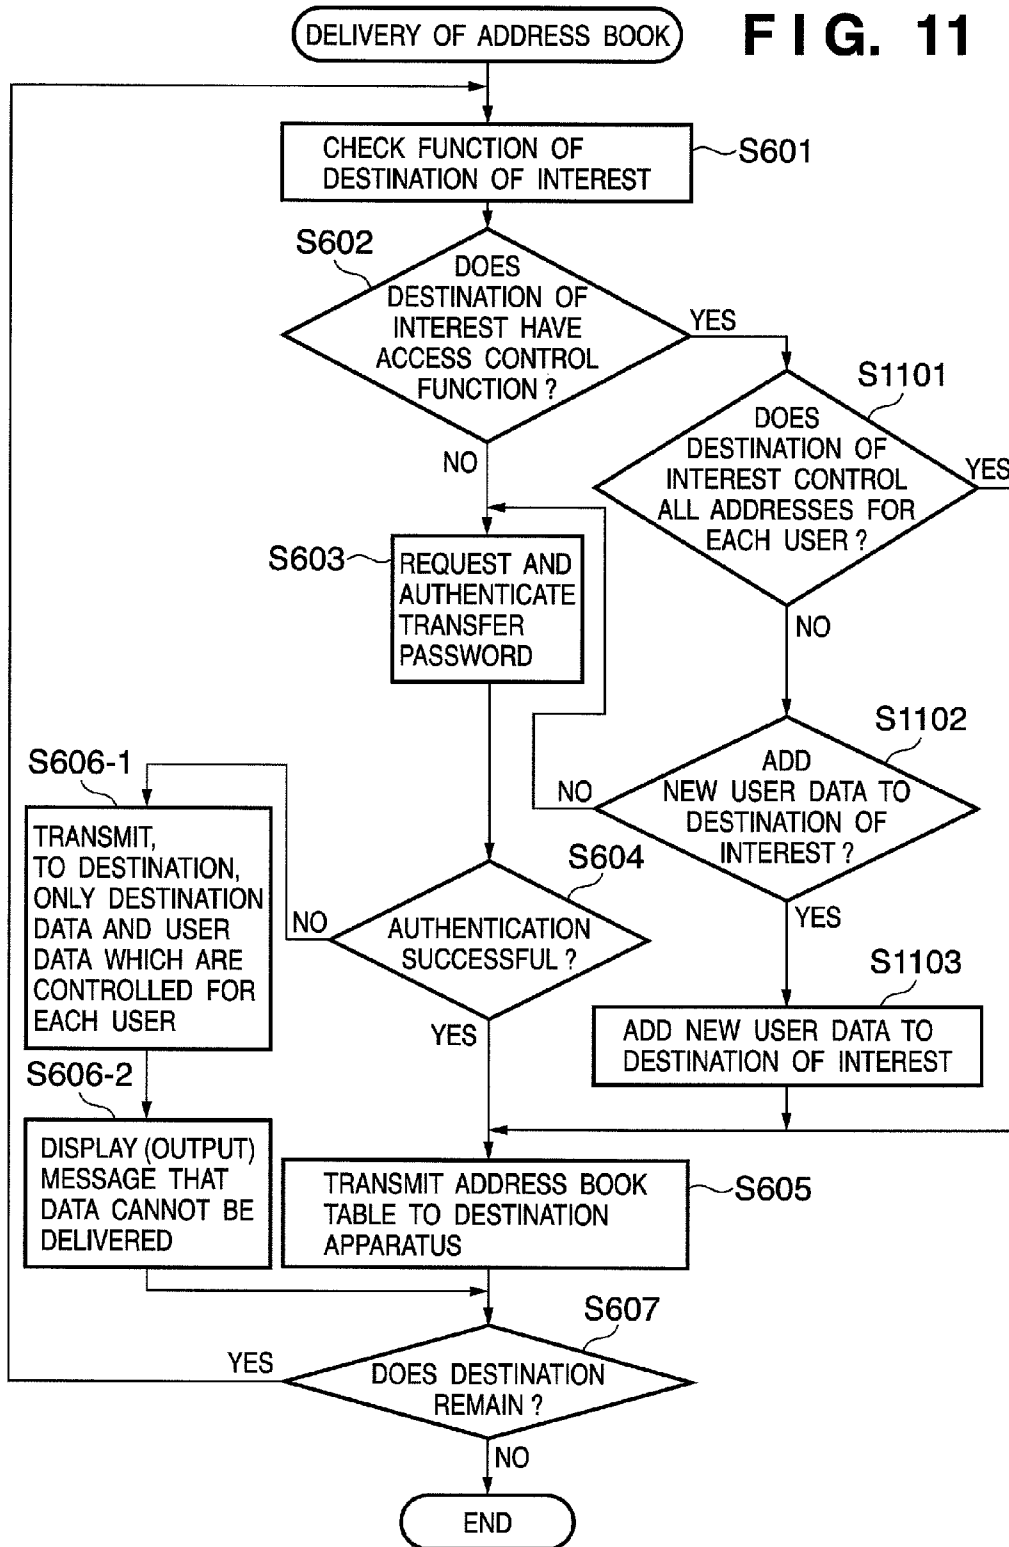 DELIVERY OF ADDRESS BOOK
FIG. 11
CHECK FUNCTION OF
DESTINATION OF INTEREST
S601
S602
DOES
DESTINATION OF
INTEREST HAVE
ACCESS CONTROL
FUNCTION ?
YES
NO
S1101
DOES
DESTINATION OF
INTEREST CONTROL
ALL ADDRESSES FOR
EACH USER ?
YES
NO
S603
REQUEST AND
AUTHENTICATE
TRANSFER
PASSWORD
S1102
ADD
NEW USER DATA TO
DESTINATION OF
INTEREST ?
NO
YES
S606-1
TRANSMIT,
TO DESTINATION,
ONLY DESTINATION
DATA AND USER
DATA WHICH ARE
CONTROLLED FOR
EACH USER
S604
AUTHENTICATION
SUCCESSFUL ?
NO
YES
S1103
ADD NEW USER DATA TO
DESTINATION OF INTEREST
S606-2
DISPLAY (OUTPUT)
MESSAGE THAT
DATA CANNOT BE
DELIVERED
TRANSMIT ADDRESS BOOK
TABLE TO DESTINATION
APPARATUS
S605
S607
DOES DESTINATION
REMAIN ?
YES
NO
END